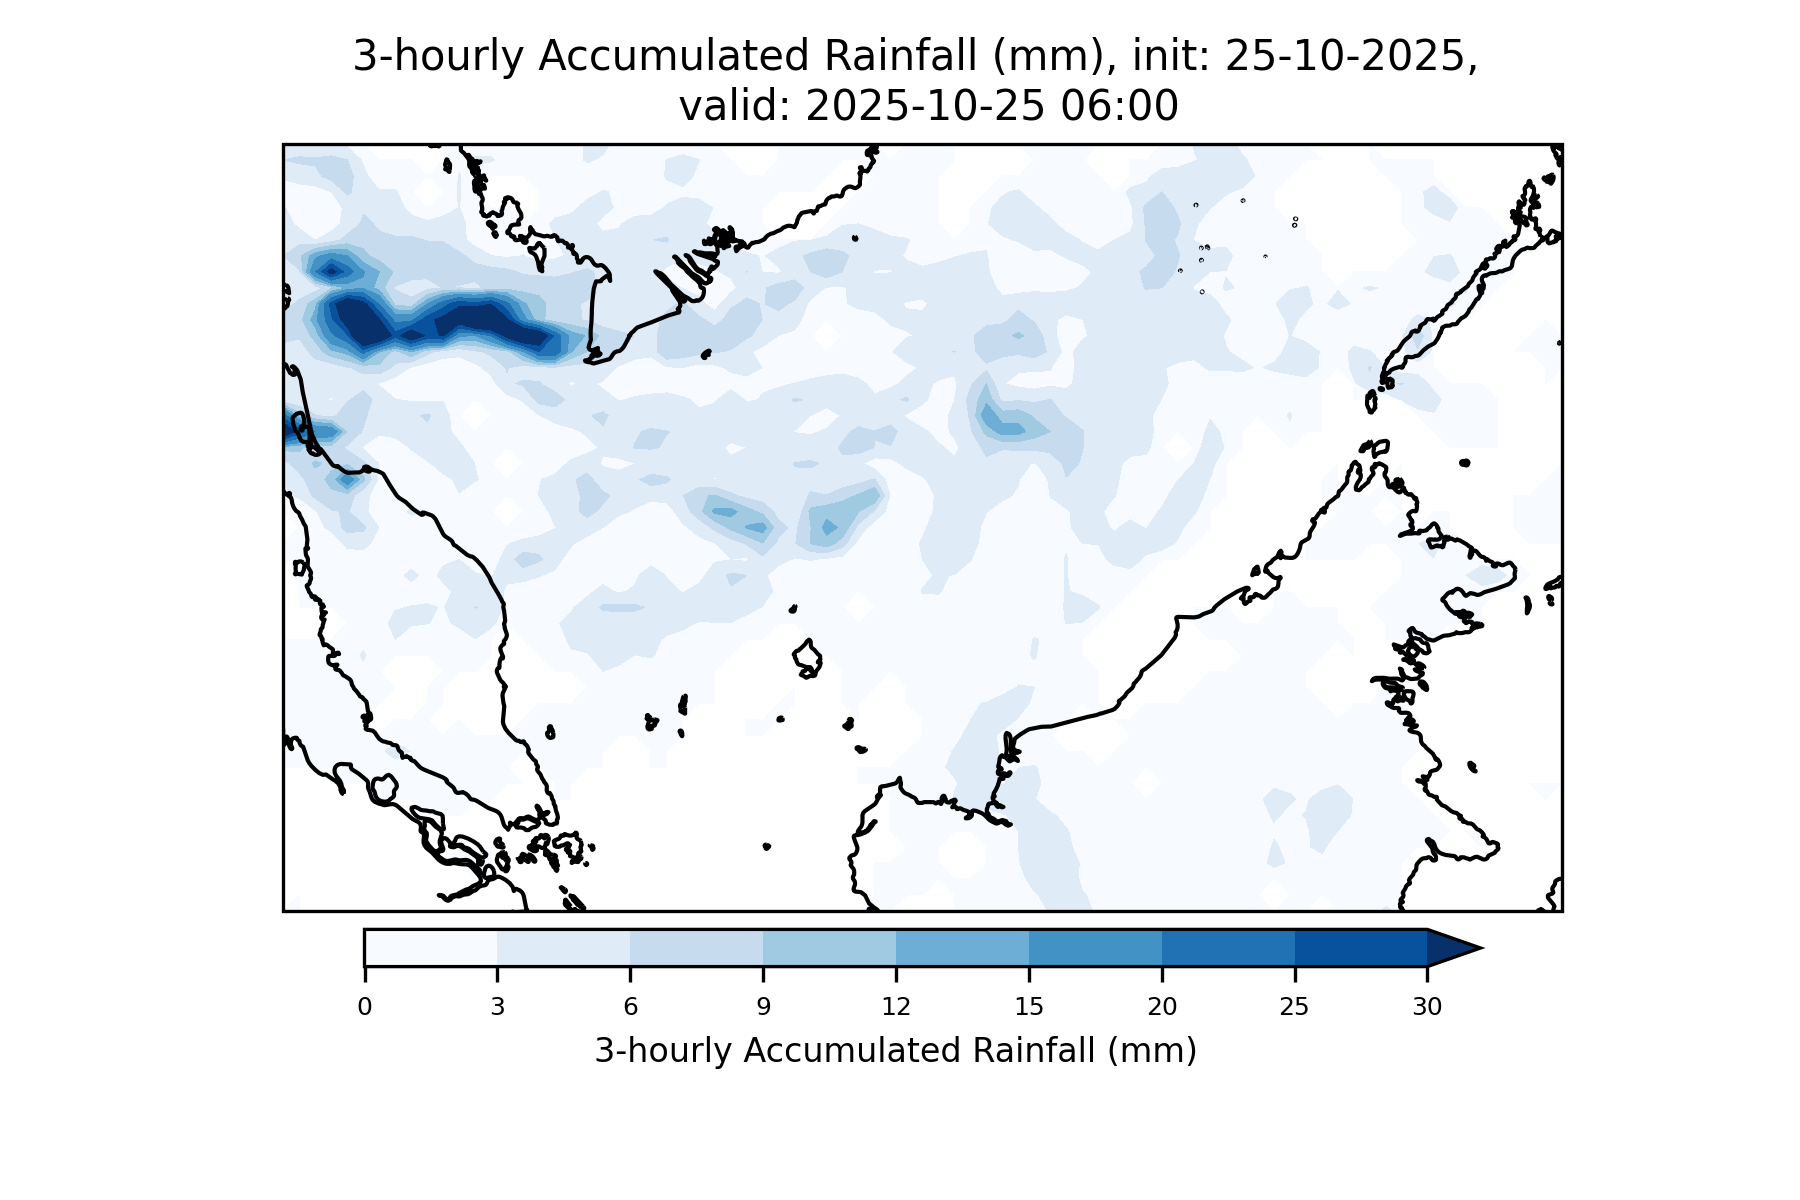 3-hourly Accumulated Rainfall (mm), init: 25-10-2025,
valid: 2025-10-25 06:00
0 3 6 9 12 15 20 25 30
3-hourly Accumulated Rainfall (mm)